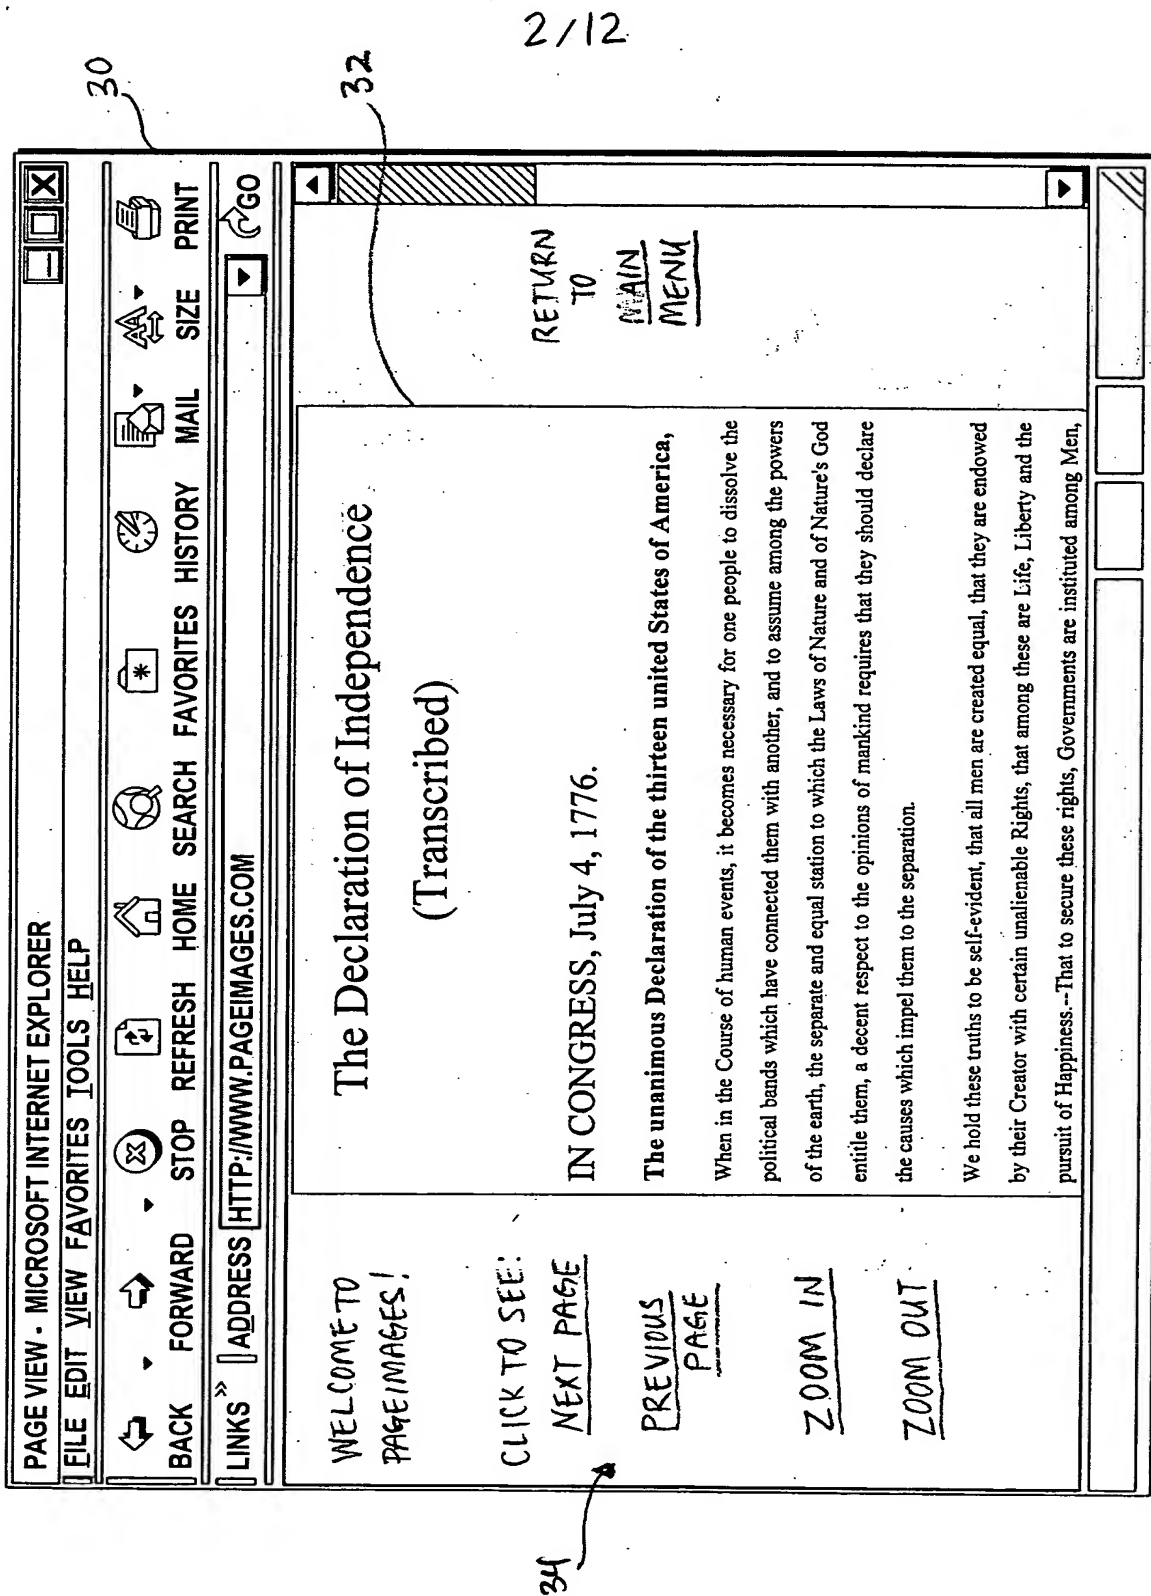 2/12
30
32
PAGE VIEW - MICROSOFT INTERNET EXPLORER
FILE EDIT VIEW FAVORITES TOOLS HELP
BACK FORWARD STOP REFRESH HOME SEARCH FAVORITES HISTORY MAIL SIZE PRINT
LINKS » ADDRESS HTTP://WWW.PAGEIMAGES.COM GO
WELCOME TO
PAGEIMAGES!
CLICK TO SEE:
NEXT PAGE
PREVIOUS
PAGE
ZOOM IN
ZOOM OUT
34
The Declaration of Independence
(Transcribed)
IN CONGRESS, July 4, 1776.
The unanimous Declaration of the thirteen united States of America,
When in the Course of human events, it becomes necessary for one people to dissolve the
political bands which have connected them with another, and to assume among the powers
of the earth, the separate and equal station to which the Laws of Nature and of Nature's God
entitle them, a decent respect to the opinions of mankind requires that they should declare
the causes which impel them to the separation.
We hold these truths to be self-evident, that all men are created equal, that they are endowed
by their Creator with certain unalienable Rights, that among these are Life, Liberty and the
pursuit of Happiness.--That to secure these rights, Governments are instituted among Men,
RETURN
TO
MAIN
MENU